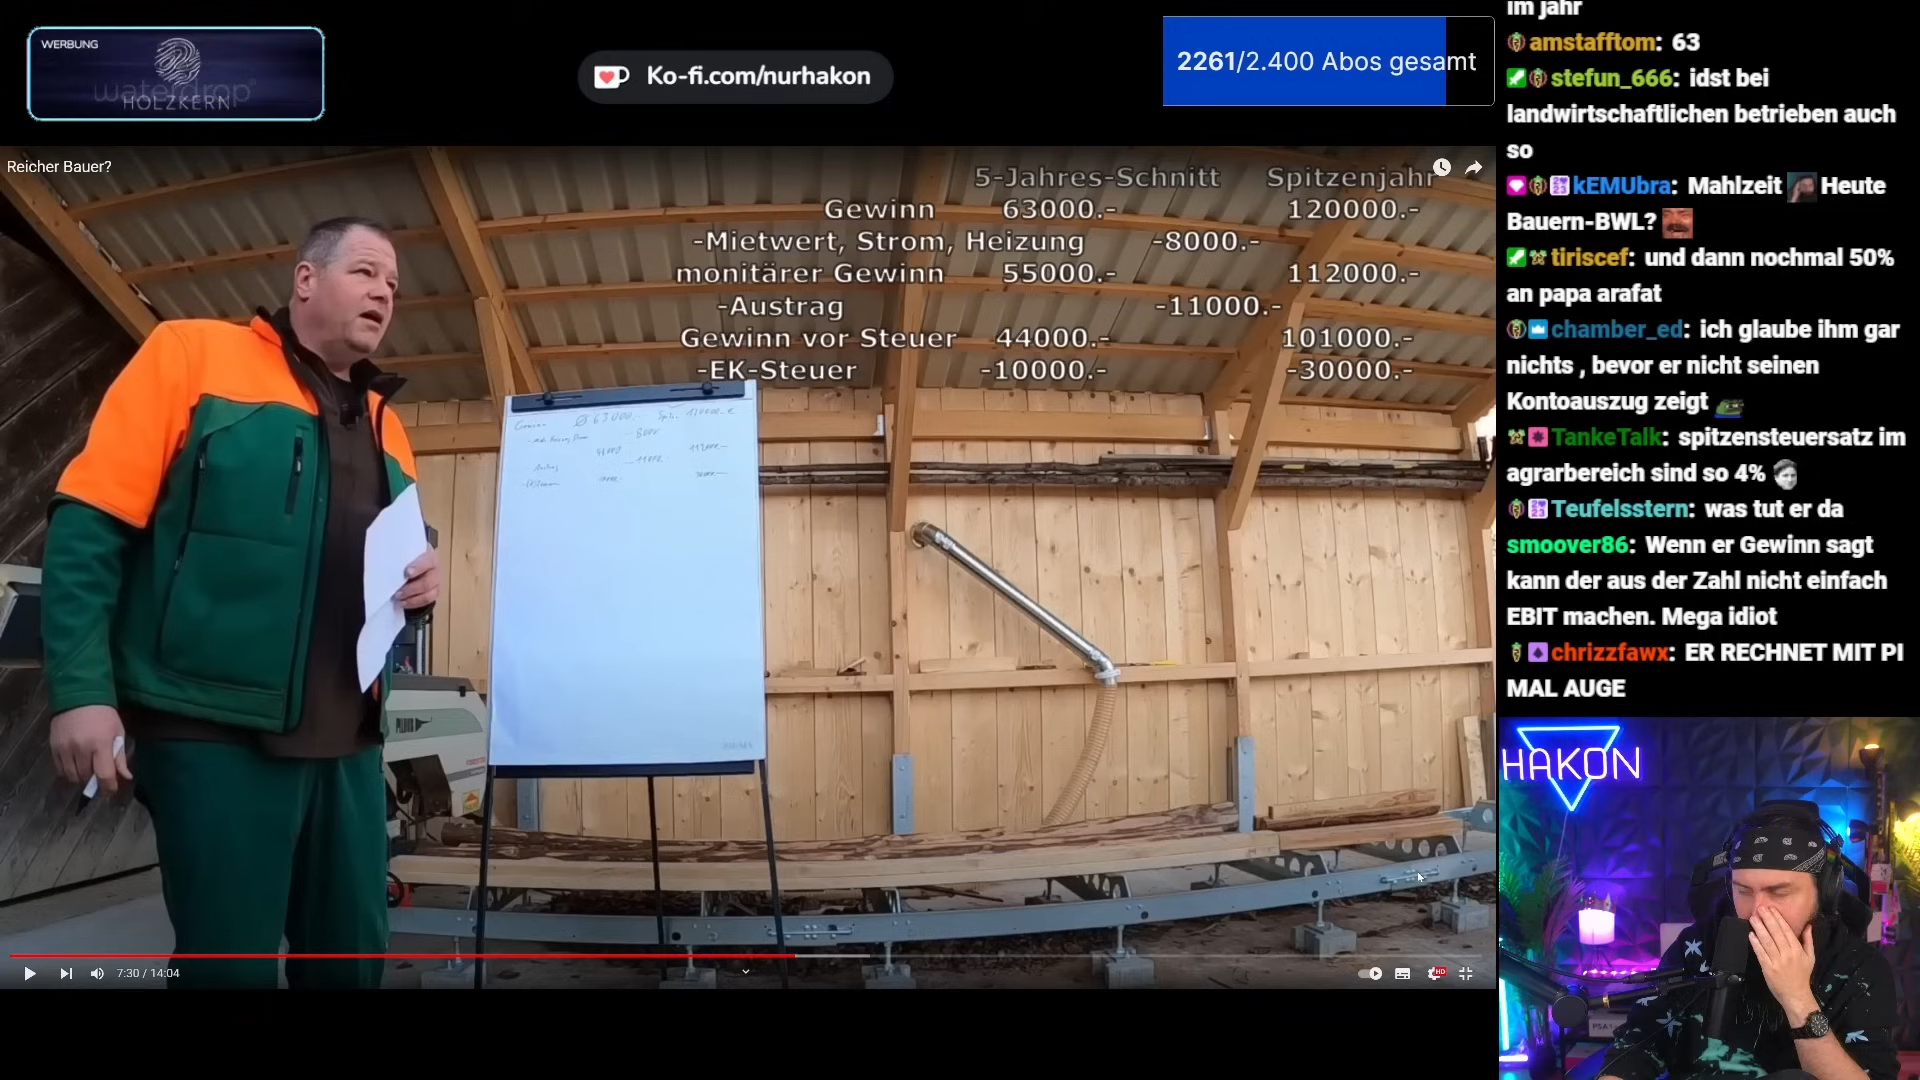 WERBUNG
waterdrop
HOLZKERN
Ko-fi.com/nurhakon
2261/2.400 Abos gesamt
Reicher Bauer?
5-Jahres-Schnitt Spitzenjahr
Gewinn 63000.- 120000.-
-Mietwert, Strom, Heizung -8000.-
monitärer Gewinn 55000.- 112000.-
-Austrag -11000.-
Gewinn vor Steuer 44000.- 101000.-
-EK-Steuer -10000.- -30000.-
7:30 / 14:04
HD
im jahr
amstafftom: 63
stefun_666: idst bei
landwirtschaftlichen betrieben auch
so
kEMUbra: Mahlzeit Heute
Bauern-BWL?
tiriscef: und dann nochmal 50%
an papa arafat
chamber_ed: ich glaube ihm gar
nichts , bevor er nicht seinen
Kontoauszug zeigt
TankeTalk: spitzensteuersatz im
agrarbereich sind so 4%
Teufelsstern: was tut er da
smoover86: Wenn er Gewinn sagt
kann der aus der Zahl nicht einfach
EBIT machen. Mega idiot
chrizzfawx: ER RECHNET MIT PI
MAL AUGE
HAKON